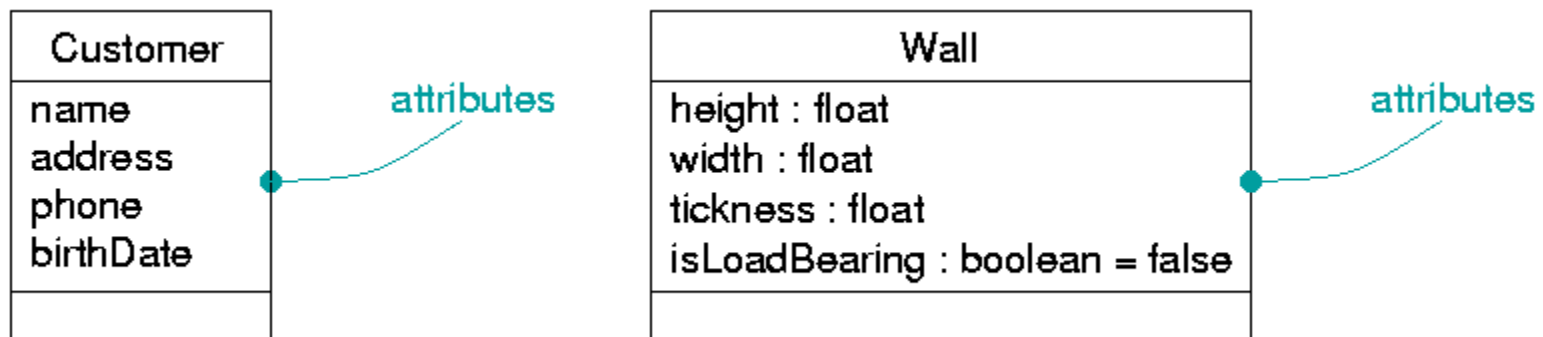 Customer
name
address
phone
birthDate
attributes
Wall
height : float
width : float
tickness : float
isLoadBearing : boolean = false
attributes